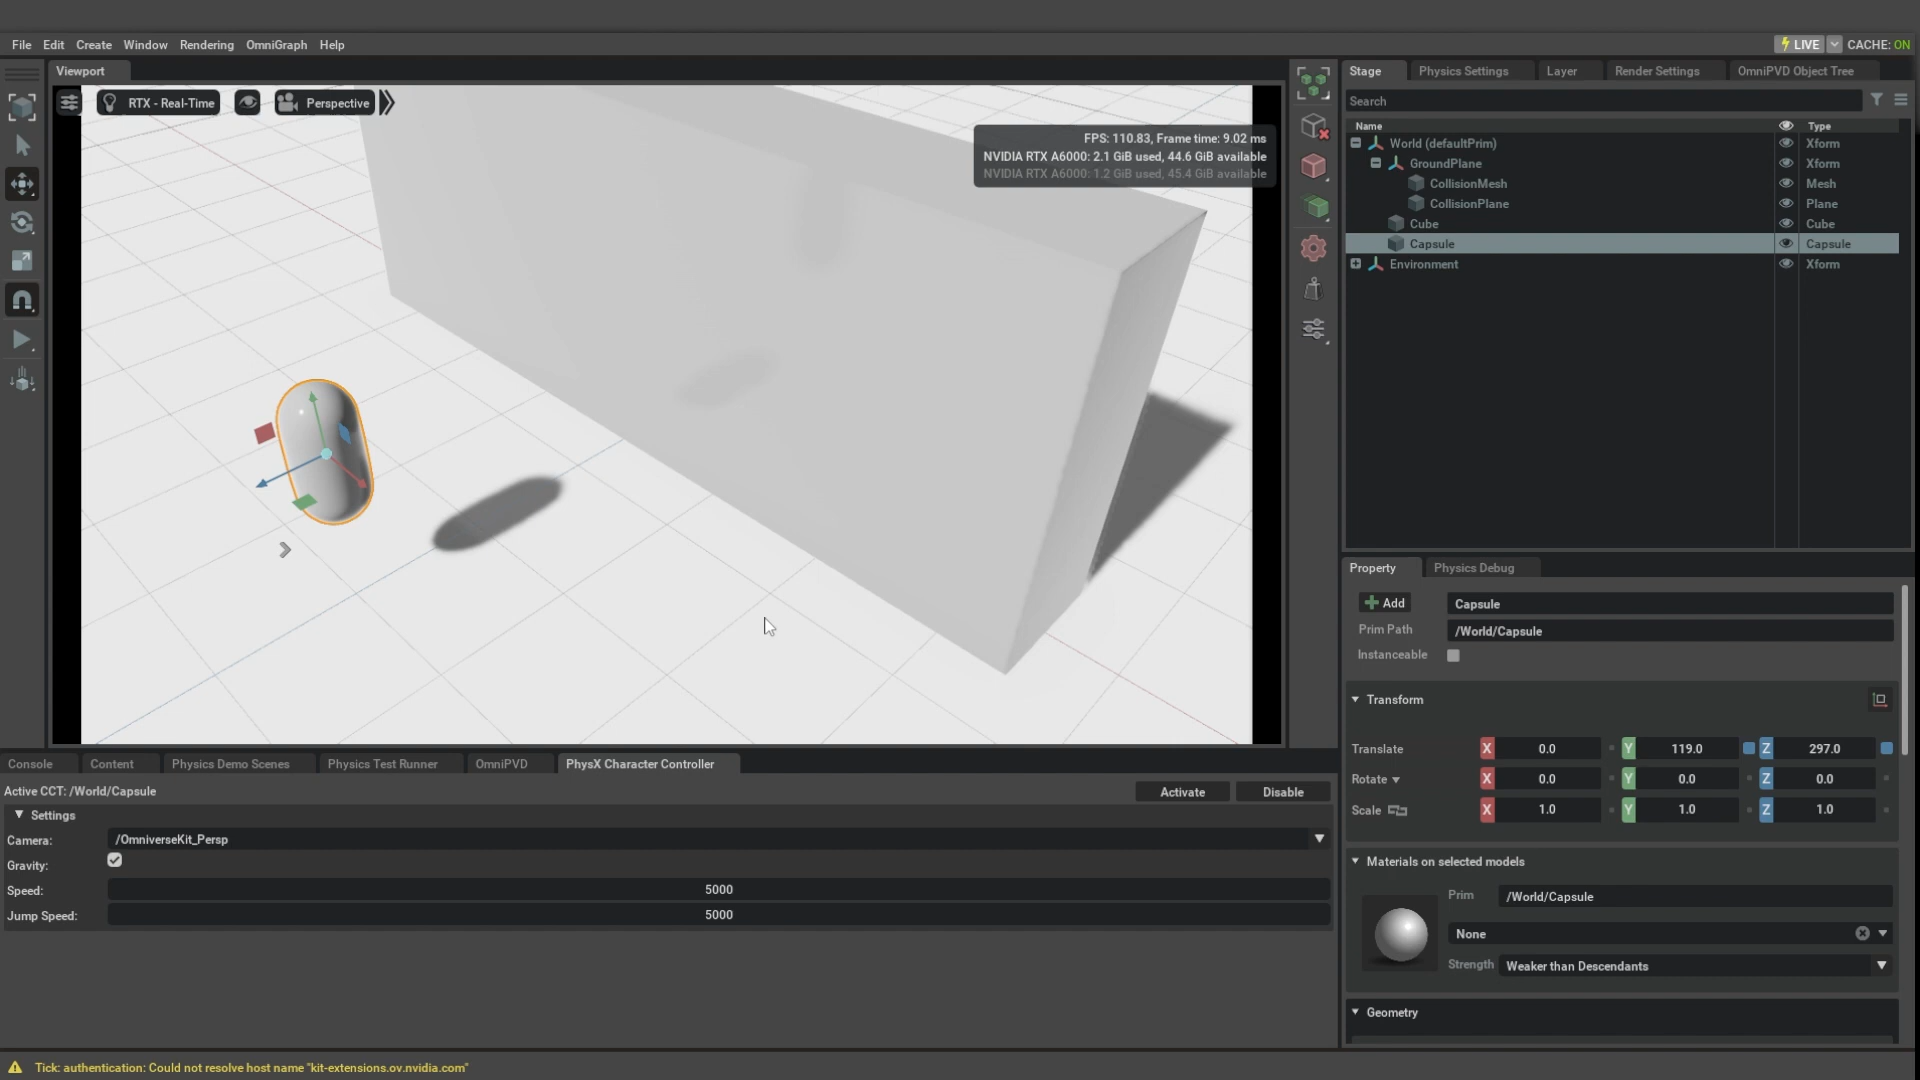 File Edit Create Window Rendering OmniGraph Help
LIVE CACHE: ON
Viewport
RTX - Real-Time Perspective
FPS: 110.83, Frame time: 9.02 ms
NVIDIA RTX A6000: 2.1 GiB used, 44.6 GiB available
NVIDIA RTX A6000: 1.2 GiB used, 45.4 GiB available
Stage Physics Settings Layer Render Settings OmniPVD Object Tree
Search
Name Type
World (defaultPrim) Xform
GroundPlane Xform
CollisionMesh Mesh
CollisionPlane Plane
Cube Cube
Capsule Capsule
Environment Xform
Property Physics Debug
Add Capsule
Prim Path /World/Capsule
Instanceable
Transform
Translate X 0.0 Y 119.0 Z 297.0
Rotate X 0.0 Y 0.0 Z 0.0
Scale X 1.0 Y 1.0 Z 1.0
Materials on selected models
Prim /World/Capsule
None
Strength Weaker than Descendants
Geometry
Console Content Physics Demo Scenes Physics Test Runner OmniPVD PhysX Character Controller
Active CCT: /World/Capsule Activate Disable
Settings
Camera: /OmniverseKit_Persp
Gravity:
Speed: 5000
Jump Speed: 5000
Tick: authentication: Could not resolve host name "kit-extensions.ov.nvidia.com"